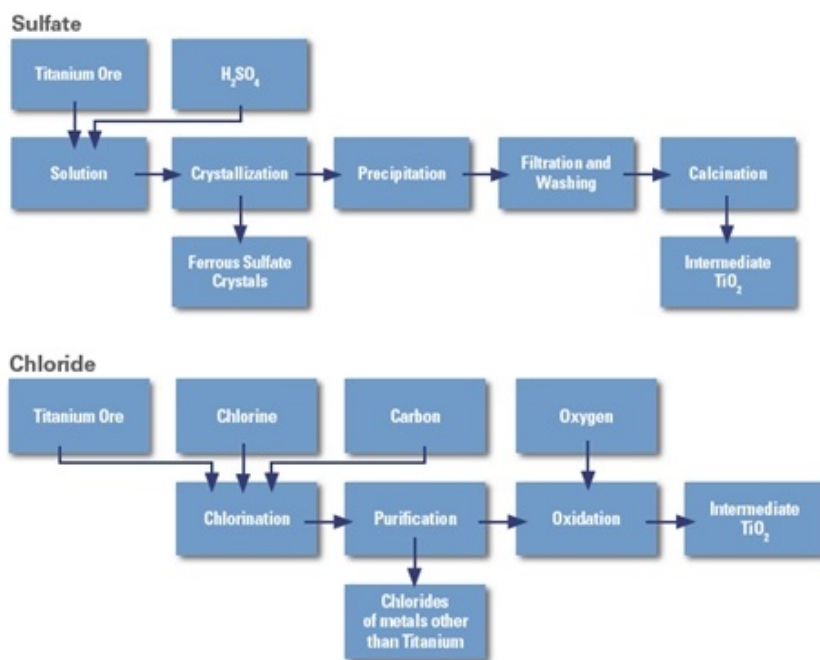 Sulfate
Titanium Ore
H₂SO₄
Solution
Crystallization
Precipitation
Filtration and
Washing
Calcination
Ferrous Sulfate
Crystals
Intermediate
TiO₂
Chloride
Titanium Ore
Chlorine
Carbon
Oxygen
Chlorination
Purification
Oxidation
Intermediate
TiO₂
Chlorides
of metals other
than Titanium